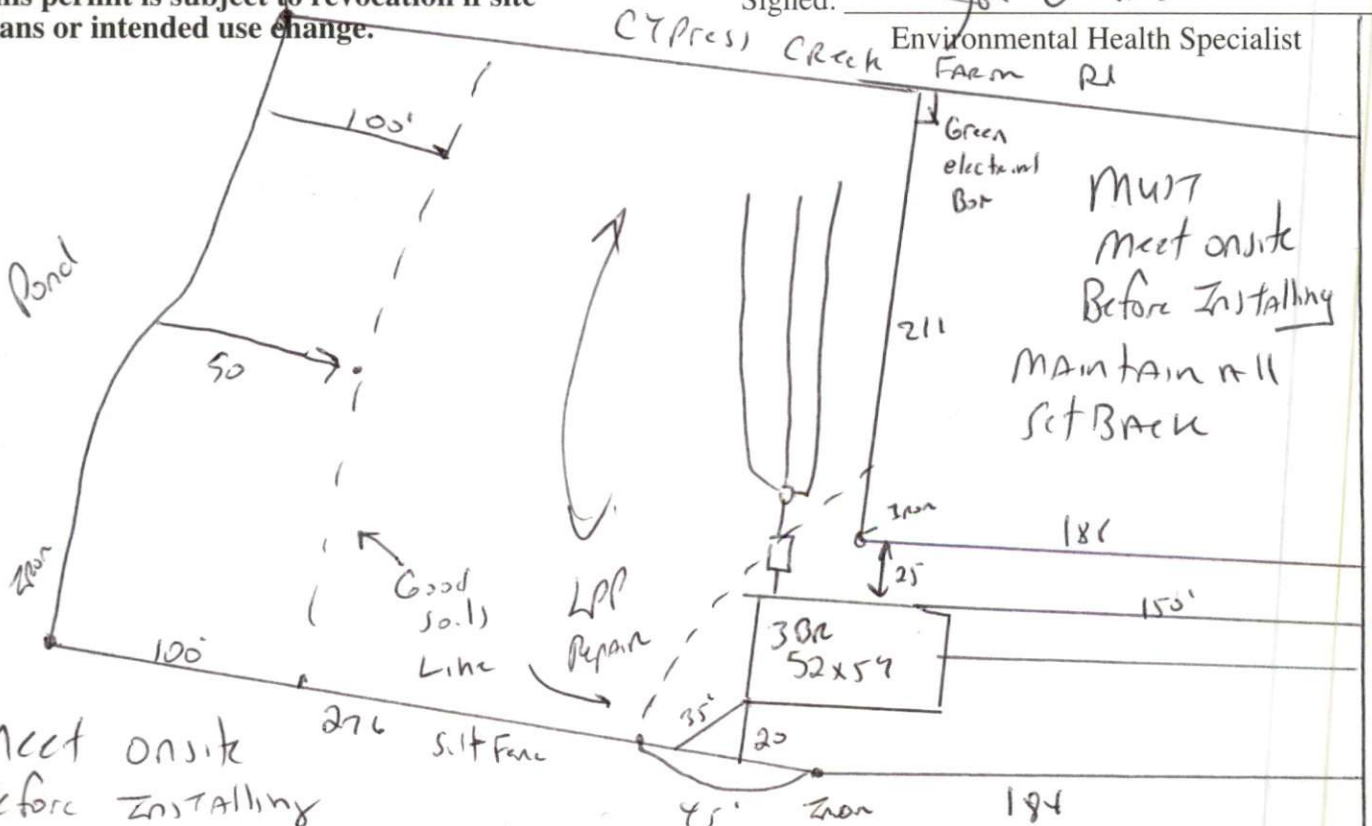 his permit is subject to revocation if site
ans or intended use change.
Signed:
Environmental Health Specialist
Cypress Creek Farm Rd
100'
Green
electrical
Box
Must
Meet onsite
Before Installing
Maintain All
SetBack
Pond
50
211
Iron
186
25
150'
Iron
Good
Soils
Line
LPP
Repair
3BR
52x59
35'
20
100'
276
Silt Fenc
45'
Iron
184
Meet onsite
efore Installing